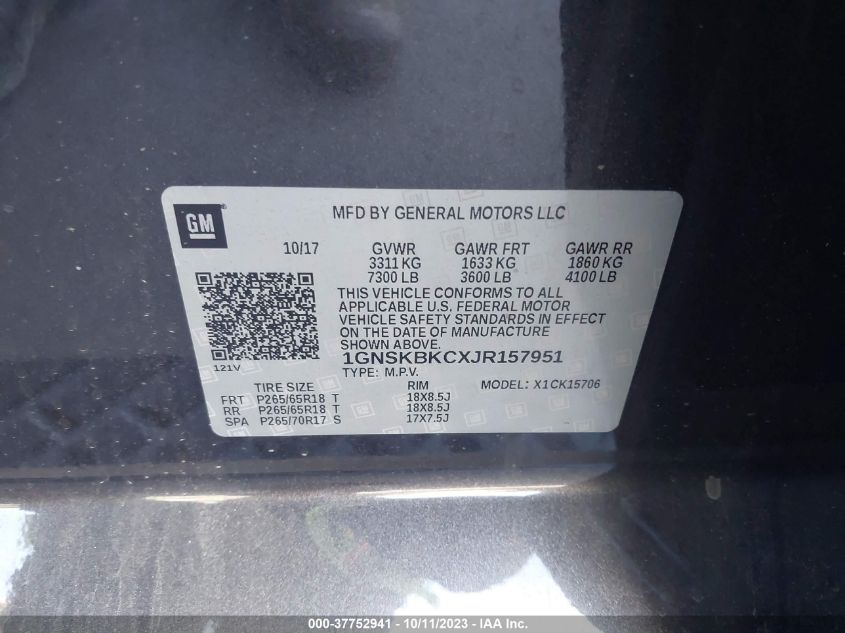 GM
MFD BY GENERAL MOTORS LLC
10/17 GVWR GAWR FRT GAWR RR
3311 KG 1633 KG 1860 KG
7300 LB 3600 LB 4100 LB
THIS VEHICLE CONFORMS TO ALL
APPLICABLE U.S. FEDERAL MOTOR
VEHICLE SAFETY STANDARDS IN EFFECT
ON THE DATE OF MANUFACTURE
SHOWN ABOVE.
1GNSKBKCXJR157951
121V TYPE: M.P.V.
TIRE SIZE RIM MODEL: X1CK15706
FRT P265/65R18 T 18X8.5J
RR P265/65R18 T 18X8.5J
SPA P265/70R17 S 17X7.5J
000-37752941 - 10/11/2023 - IAA Inc.